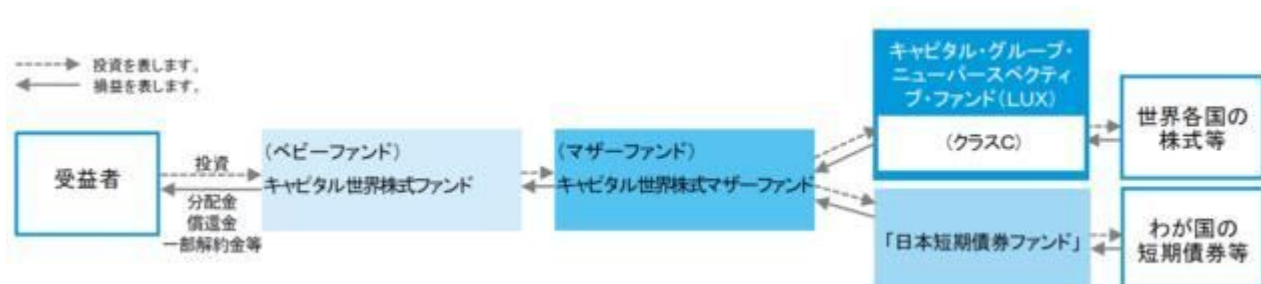 投資を表します。
損益を表します。
受益者
投資
分配金
償還金
一部解約金等
(ベビーファンド)
キャピタル世界株式ファンド
(マザーファンド)
キャピタル世界株式マザーファンド
キャピタル・グループ・
ニューパースペクティ
ブ・ファンド(LUX)
(クラスC)
世界各国の
株式等
「日本短期債券ファンド」
わが国の
短期債券等